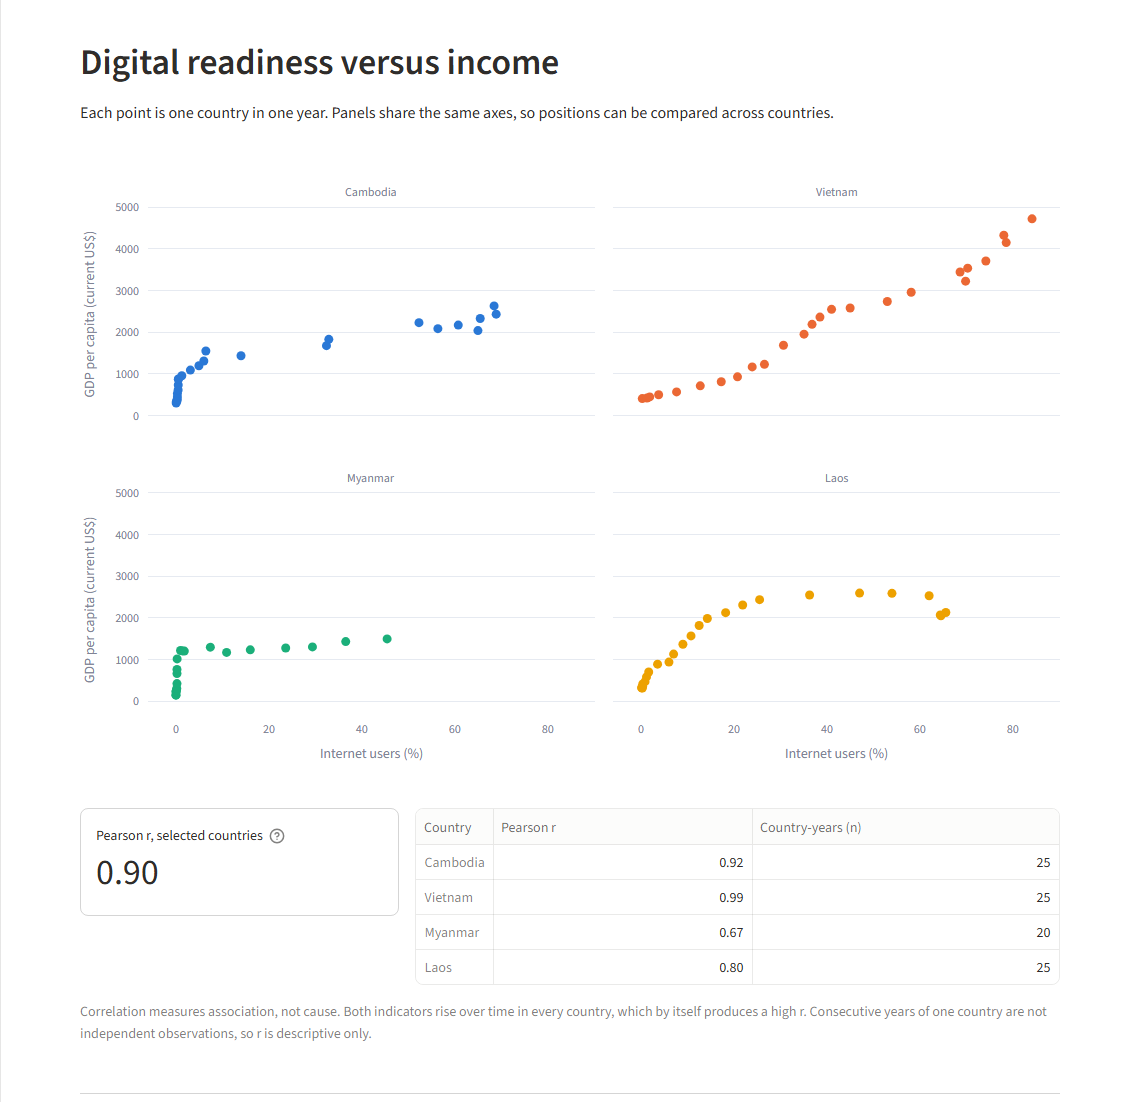 Digital readiness versus income
Each point is one country in one year. Panels share the same axes, so positions can be compared across countries.
Cambodia
Vietnam
GDP per capita (current US$)
5000
4000
3000
2000
1000
0
Myanmar
Laos
GDP per capita (current US$)
5000
4000
3000
2000
1000
0
0 20 40 60 80
0 20 40 60 80
Internet users (%)
Internet users (%)
Pearson r, selected countries ?
0.90
Country Pearson r Country-years (n)
Cambodia 0.92 25
Vietnam 0.99 25
Myanmar 0.67 20
Laos 0.80 25
Correlation measures association, not cause. Both indicators rise over time in every country, which by itself produces a high r. Consecutive years of one country are not
independent observations, so r is descriptive only.